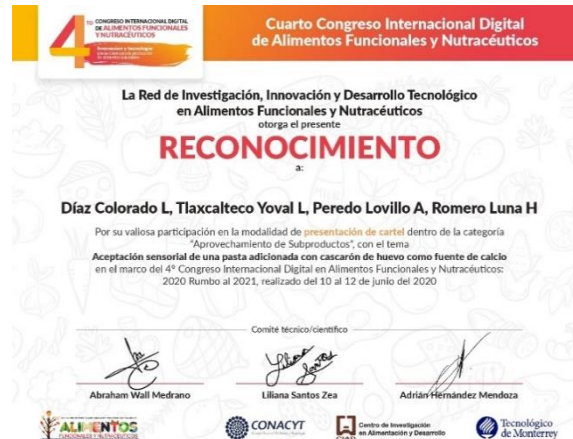 4
TO
CONGRESO INTERNACIONAL DIGITAL
DE ALIMENTOS FUNCIONALES
Y NUTRACÉUTICOS
Innovación y tecnología
Cuarto Congreso Internacional Digital
de Alimentos Funcionales y Nutracéuticos
La Red de Investigación, Innovación y Desarrollo Tecnológico
en Alimentos Funcionales y Nutracéuticos
otorga el presente
RECONOCIMIENTO
a:
Díaz Colorado L, Tlaxcalteco Yoval L, Peredo Lovillo A, Romero Luna H
Por su valiosa participación en la modalidad de presentación de cartel dentro de la categoría
"Aprovechamiento de Subproductos", con el tema
Aceptación sensorial de una pasta adicionada con cascarón de huevo como fuente de calcio
en el marco del 4° Congreso Internacional Digital en Alimentos Funcionales y Nutracéuticos:
2020 Rumbo al 2021, realizado del 10 al 12 de junio del 2020
Comité técnico/científico
Abraham Wall Medrano
Liliana Santos Zea
Adrián Hernández Mendoza
ALIMENTOS
FUNCIONALES Y NUTRACÉUTICOS
CONACYT
CIAD
Centro de Investigación
en Alimentación y Desarrollo
Tecnológico
de Monterrey